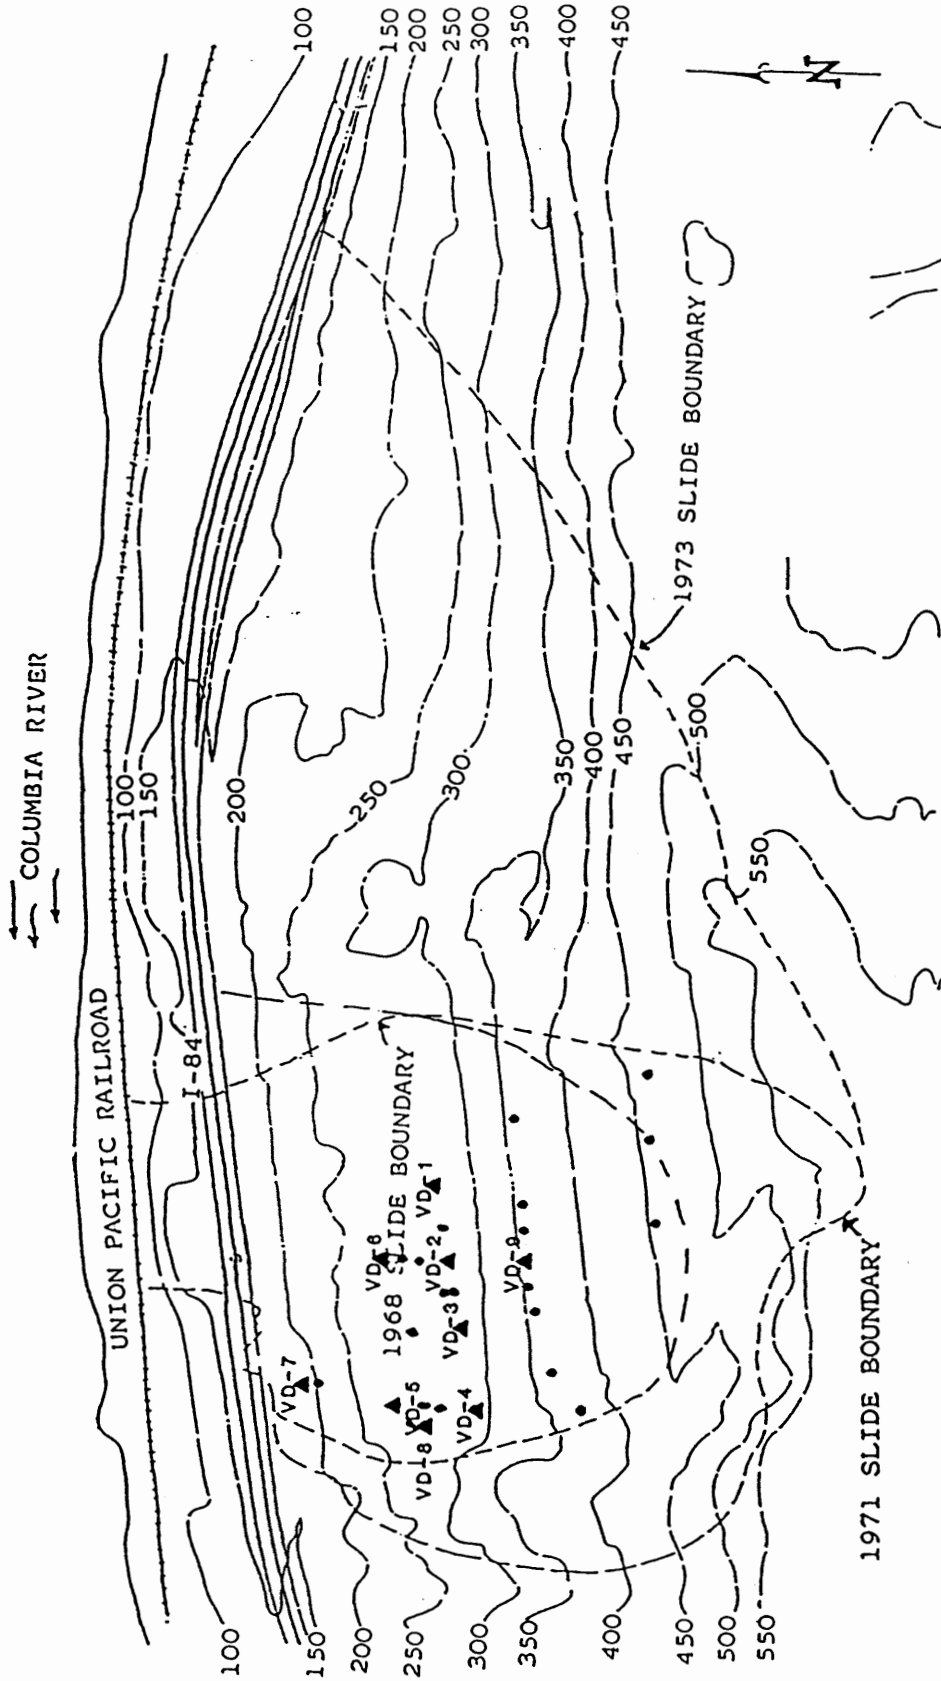 COLUMBIA RIVER
UNION PACIFIC RAILROAD
100
150
I-84
200
250
300
350
400
450
500
550
100
150
200
250
300
350
400
450
500
550
100
150
200
250
300
350
400
450
VD-7
VD-6
1968 SLIDE BOUNDARY
VD-1
VD-2
VD-3
VD-5
VD-8
VD-4
VD-9
1973 SLIDE BOUNDARY
1971 SLIDE BOUNDARY
N